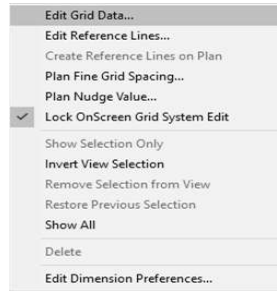 Edit Grid Data...
Edit Reference Lines...
Create Reference Lines on Plan
Plan Fine Grid Spacing...
Plan Nudge Value...
Lock OnScreen Grid System Edit
Show Selection Only
Invert View Selection
Remove Selection from View
Restore Previous Selection
Show All
Delete
Edit Dimension Preferences...